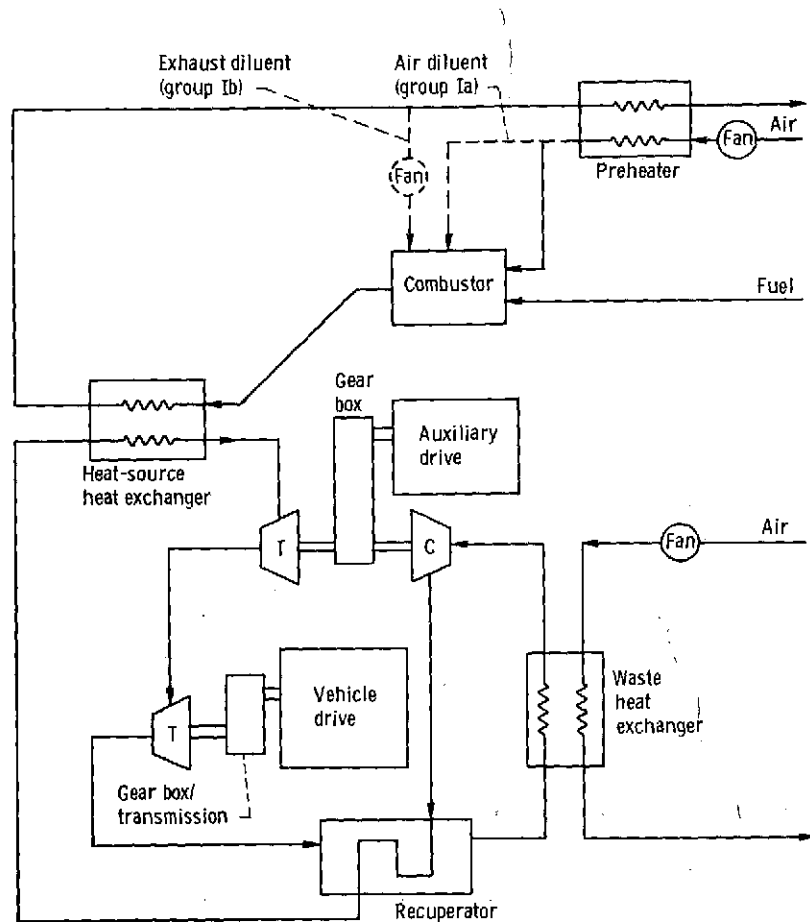 Exhaust diluent
(group Ib)
Air diluent
(group Ia)
Air
Fan
Preheater
Fan
Combustor
Fuel
Gear
box
Auxiliary
drive
Heat-source
heat exchanger
T
C
Fan
Air
Vehicle
drive
T
Waste
heat
exchanger
Gear box/
transmission
Recuperator